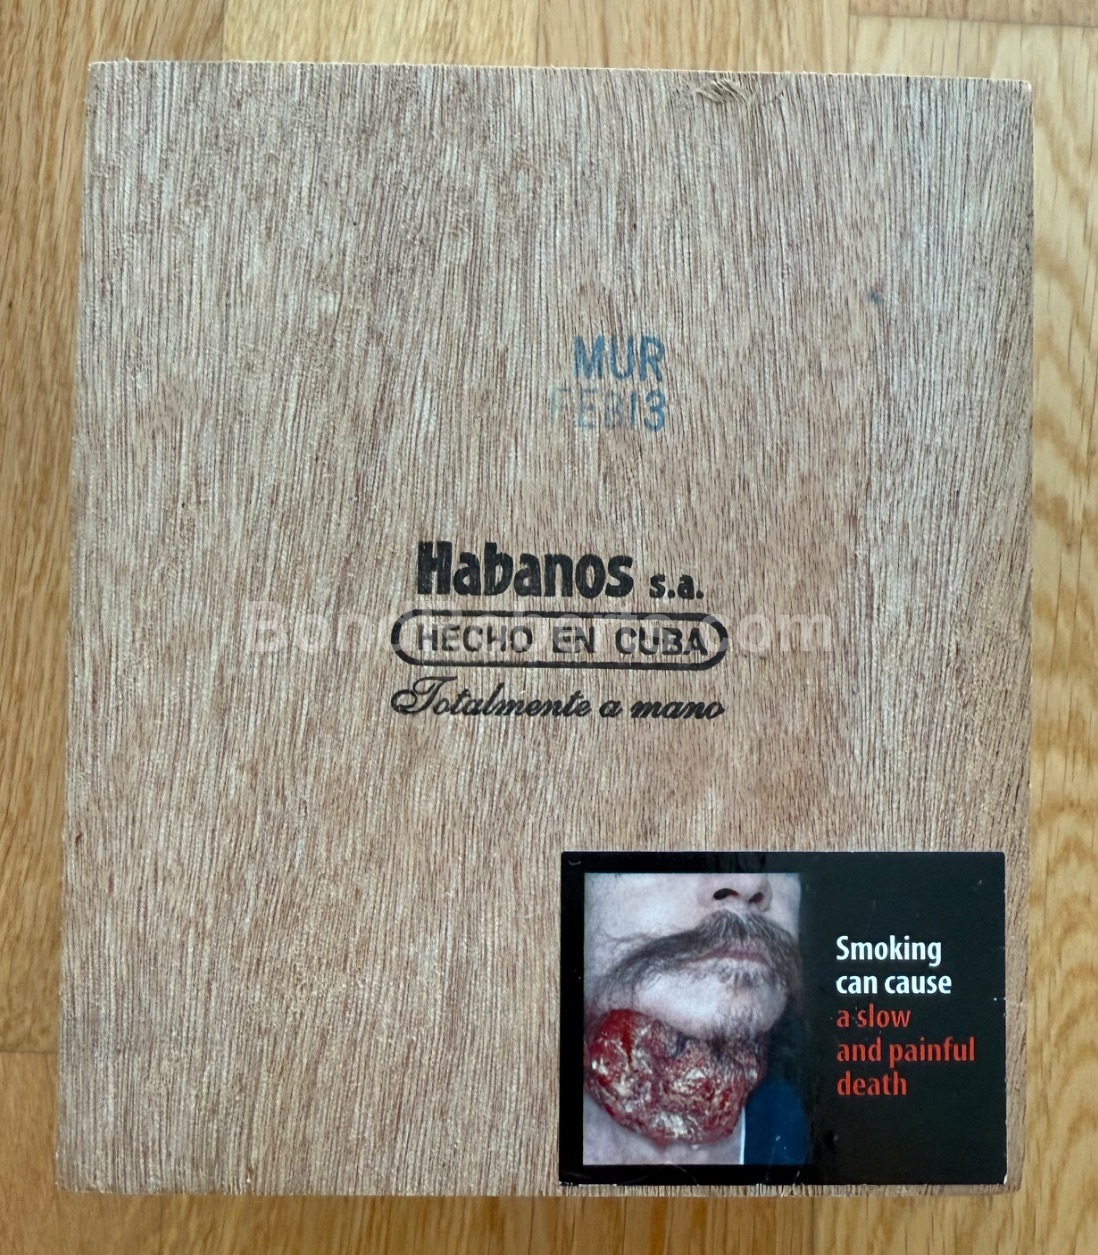 MUR
FEB13
Habanos s.a.
HECHO EN CUBA
Totalmente a mano
Smoking
can cause
a slow
and painful
death